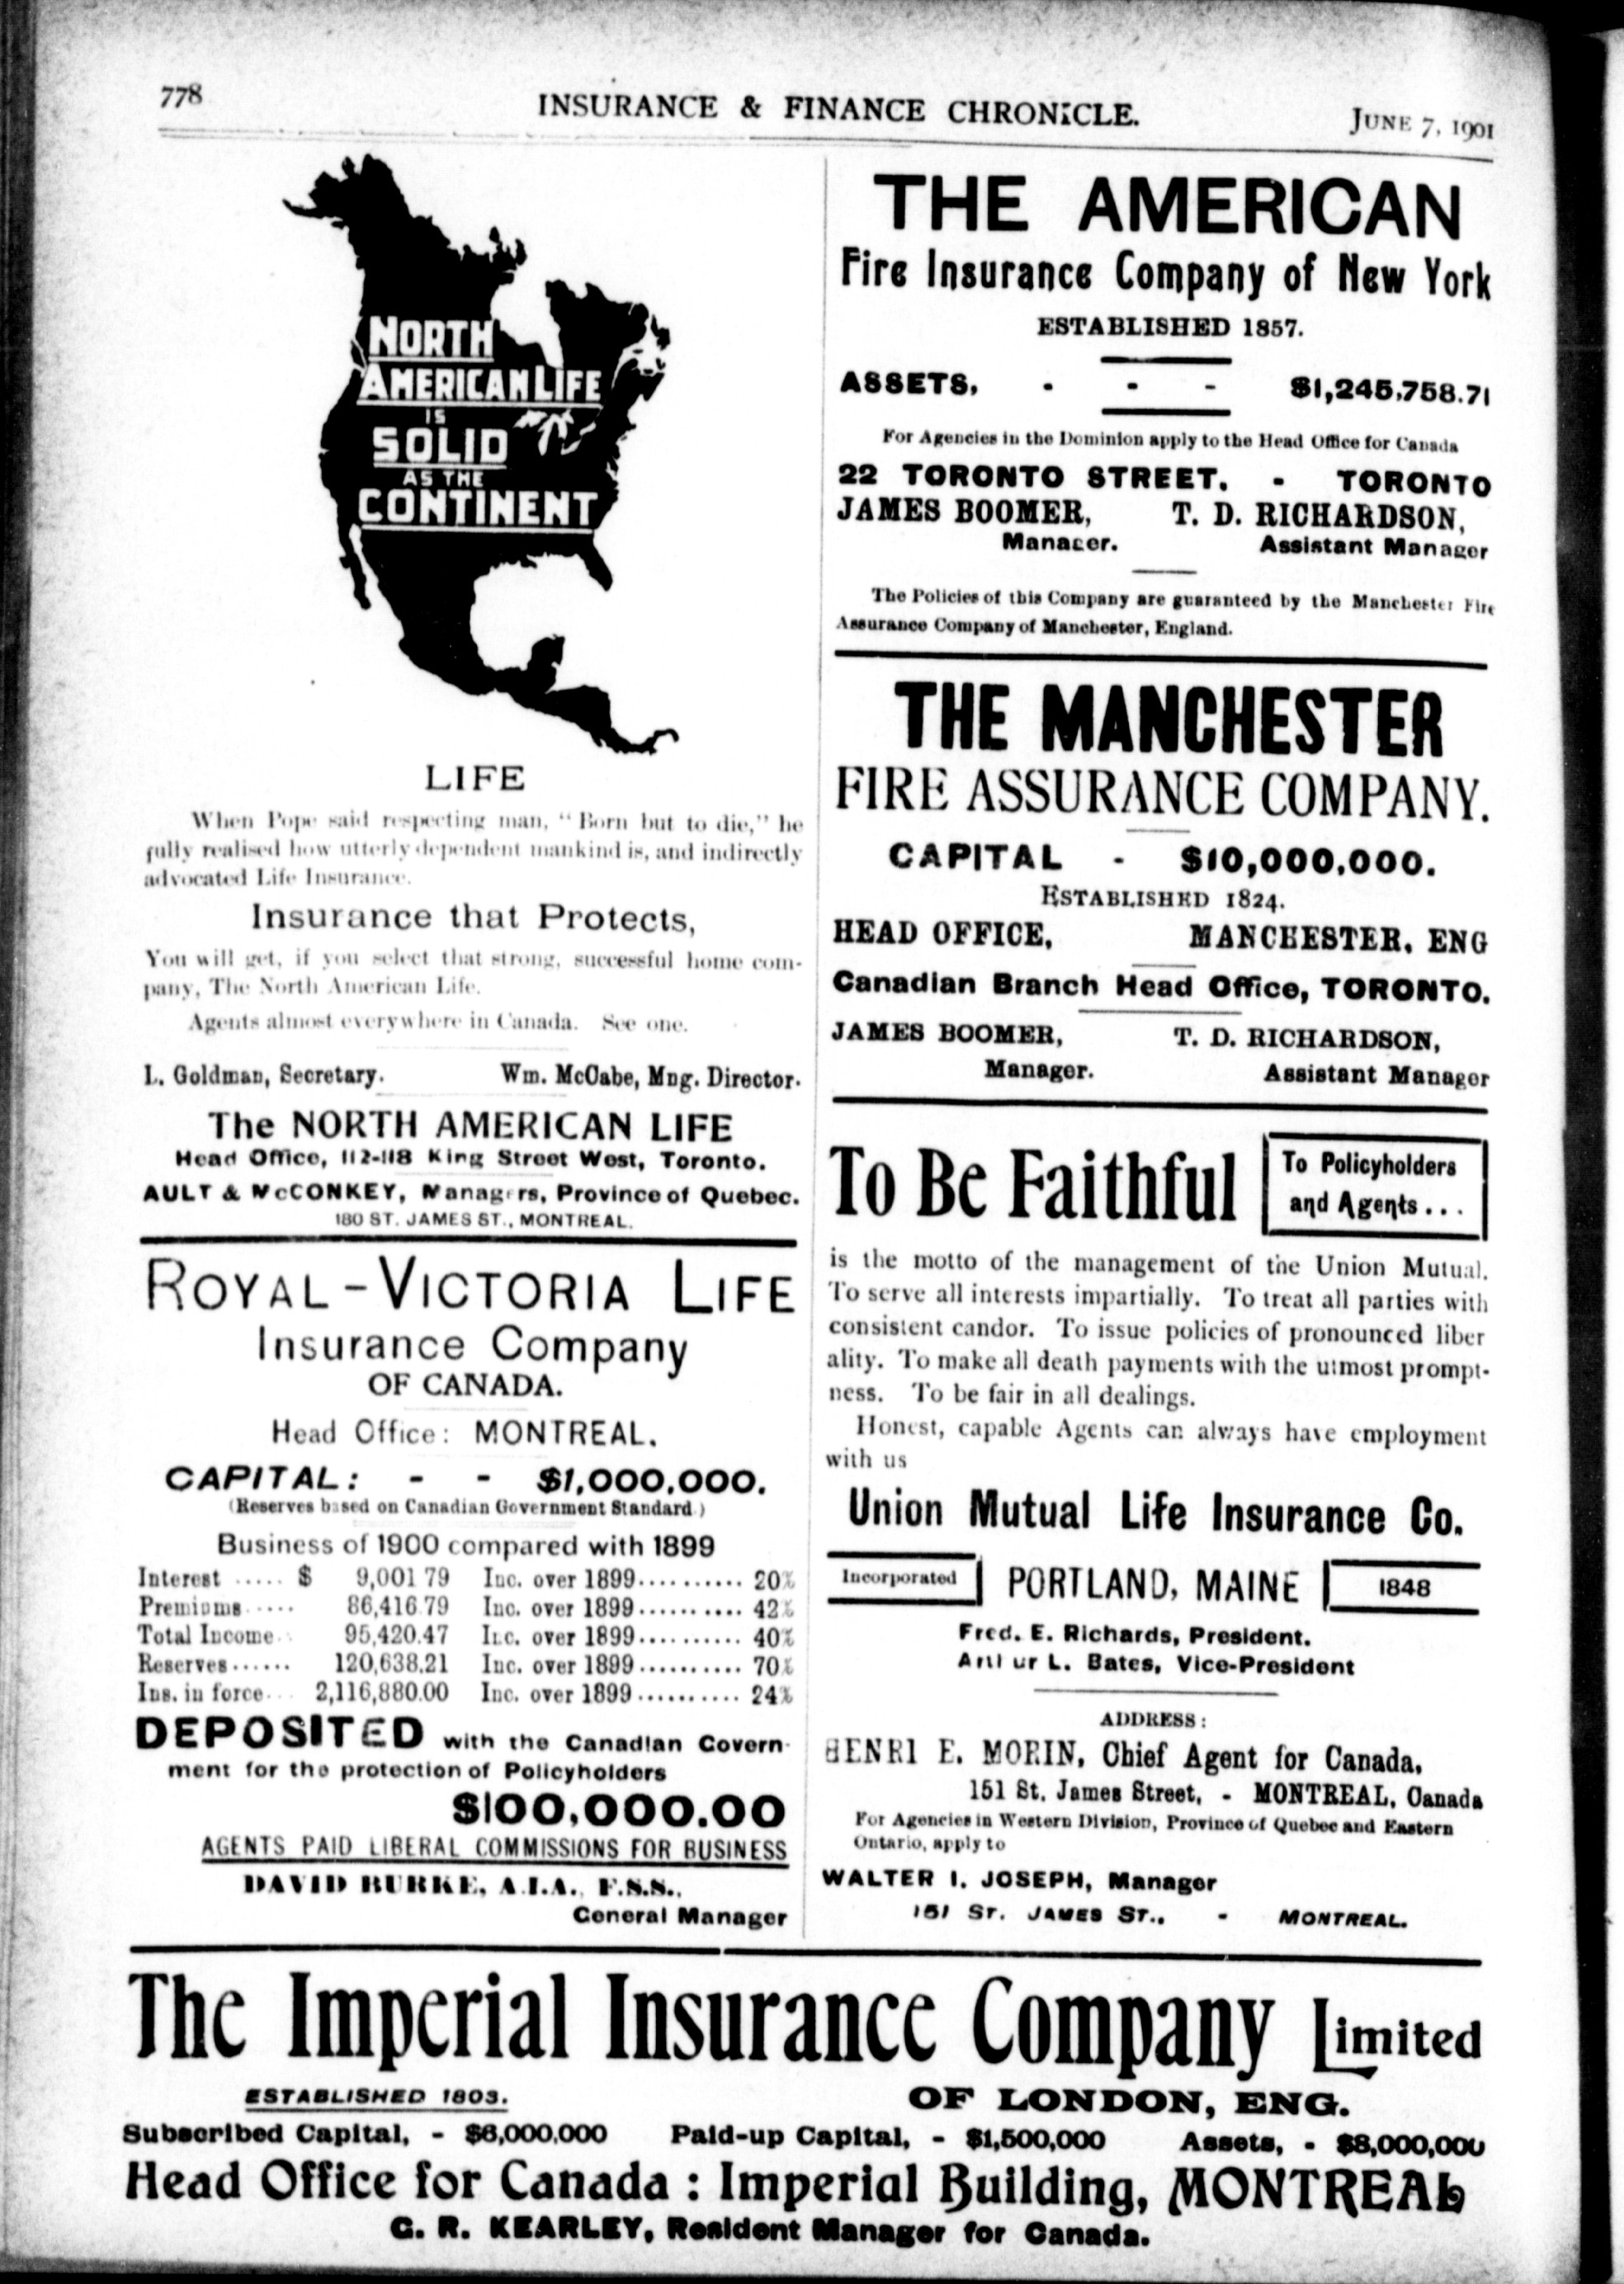 778
INSURANCE & FINANCE CHRONICLE.
JUNE 7, 1901
NORTH
AMERICAN LIFE
IS
SOLID
AS THE
CONTINENT
LIFE
When Pope said respecting man, "Born but to die," he
fully realised how utterly dependent mankind is, and indirectly
advocated Life Insurance.
Insurance that Protects,
You will get, if you select that strong, successful home com-
pany, The North American Life.
Agents almost everywhere in Canada. See one.
L. Goldman, Secretary. Wm. McCabe, Mng. Director.
The NORTH AMERICAN LIFE
Head Office, 112-118 King Street West, Toronto.
AULT & McCONKEY, Managers, Province of Quebec.
180 ST. JAMES ST., MONTREAL.
ROYAL-VICTORIA LIFE
Insurance Company
OF CANADA.
Head Office: MONTREAL.
CAPITAL: - - $1,000,000.
(Reserves based on Canadian Government Standard.)
Business of 1900 compared with 1899
Interest ..... $ 9,001 79 Inc. over 1899.......... 20%
Premiums ..... 86,416.79 Inc. over 1899.......... 42%
Total Income.. 95,420.47 Inc. over 1899.......... 40%
Reserves...... 120,638.21 Inc. over 1899.......... 70%
Ins. in force... 2,116,880.00 Inc. over 1899.......... 24%
DEPOSITED with the Canadian Govern-
ment for the protection of Policyholders
$100,000.00
AGENTS PAID LIBERAL COMMISSIONS FOR BUSINESS
DAVID BURKE, A.I.A., F.S.S.,
General Manager
THE AMERICAN
Fire Insurance Company of New York
ESTABLISHED 1857.
ASSETS, - - - $1,245,758.71
For Agencies in the Dominion apply to the Head Office for Canada
22 TORONTO STREET. - TORONTO
JAMES BOOMER, T. D. RICHARDSON,
Manager. Assistant Manager
The Policies of this Company are guaranteed by the Manchester Fire
Assurance Company of Manchester, England.
THE MANCHESTER
FIRE ASSURANCE COMPANY.
CAPITAL - $10,000,000.
ESTABLISHED 1824.
HEAD OFFICE, MANCHESTER, ENG
Canadian Branch Head Office, TORONTO.
JAMES BOOMER, T. D. RICHARDSON,
Manager. Assistant Manager
To Be Faithful
To Policyholders
and Agents...
is the motto of the management of the Union Mutual.
To serve all interests impartially. To treat all parties with
consistent candor. To issue policies of pronounced liber
ality. To make all death payments with the utmost prompt-
ness. To be fair in all dealings.
Honest, capable Agents can always have employment
with us
Union Mutual Life Insurance Co.
Incorporated PORTLAND, MAINE 1848
Fred. E. Richards, President.
Arthur L. Bates, Vice-President
ADDRESS:
HENRI E. MORIN, Chief Agent for Canada,
151 St. James Street, - MONTREAL, Canada
For Agencies in Western Division, Province of Quebec and Eastern
Ontario, apply to
WALTER I. JOSEPH, Manager
151 ST. JAMES ST., - MONTREAL.
The Imperial Insurance Company Limited
ESTABLISHED 1803. OF LONDON, ENG.
Subscribed Capital, - $6,000,000 Paid-up Capital, - $1,500,000 Assets, - $8,000,000
Head Office for Canada : Imperial Building, MONTREAL
G. R. KEARLEY, Resident Manager for Canada.